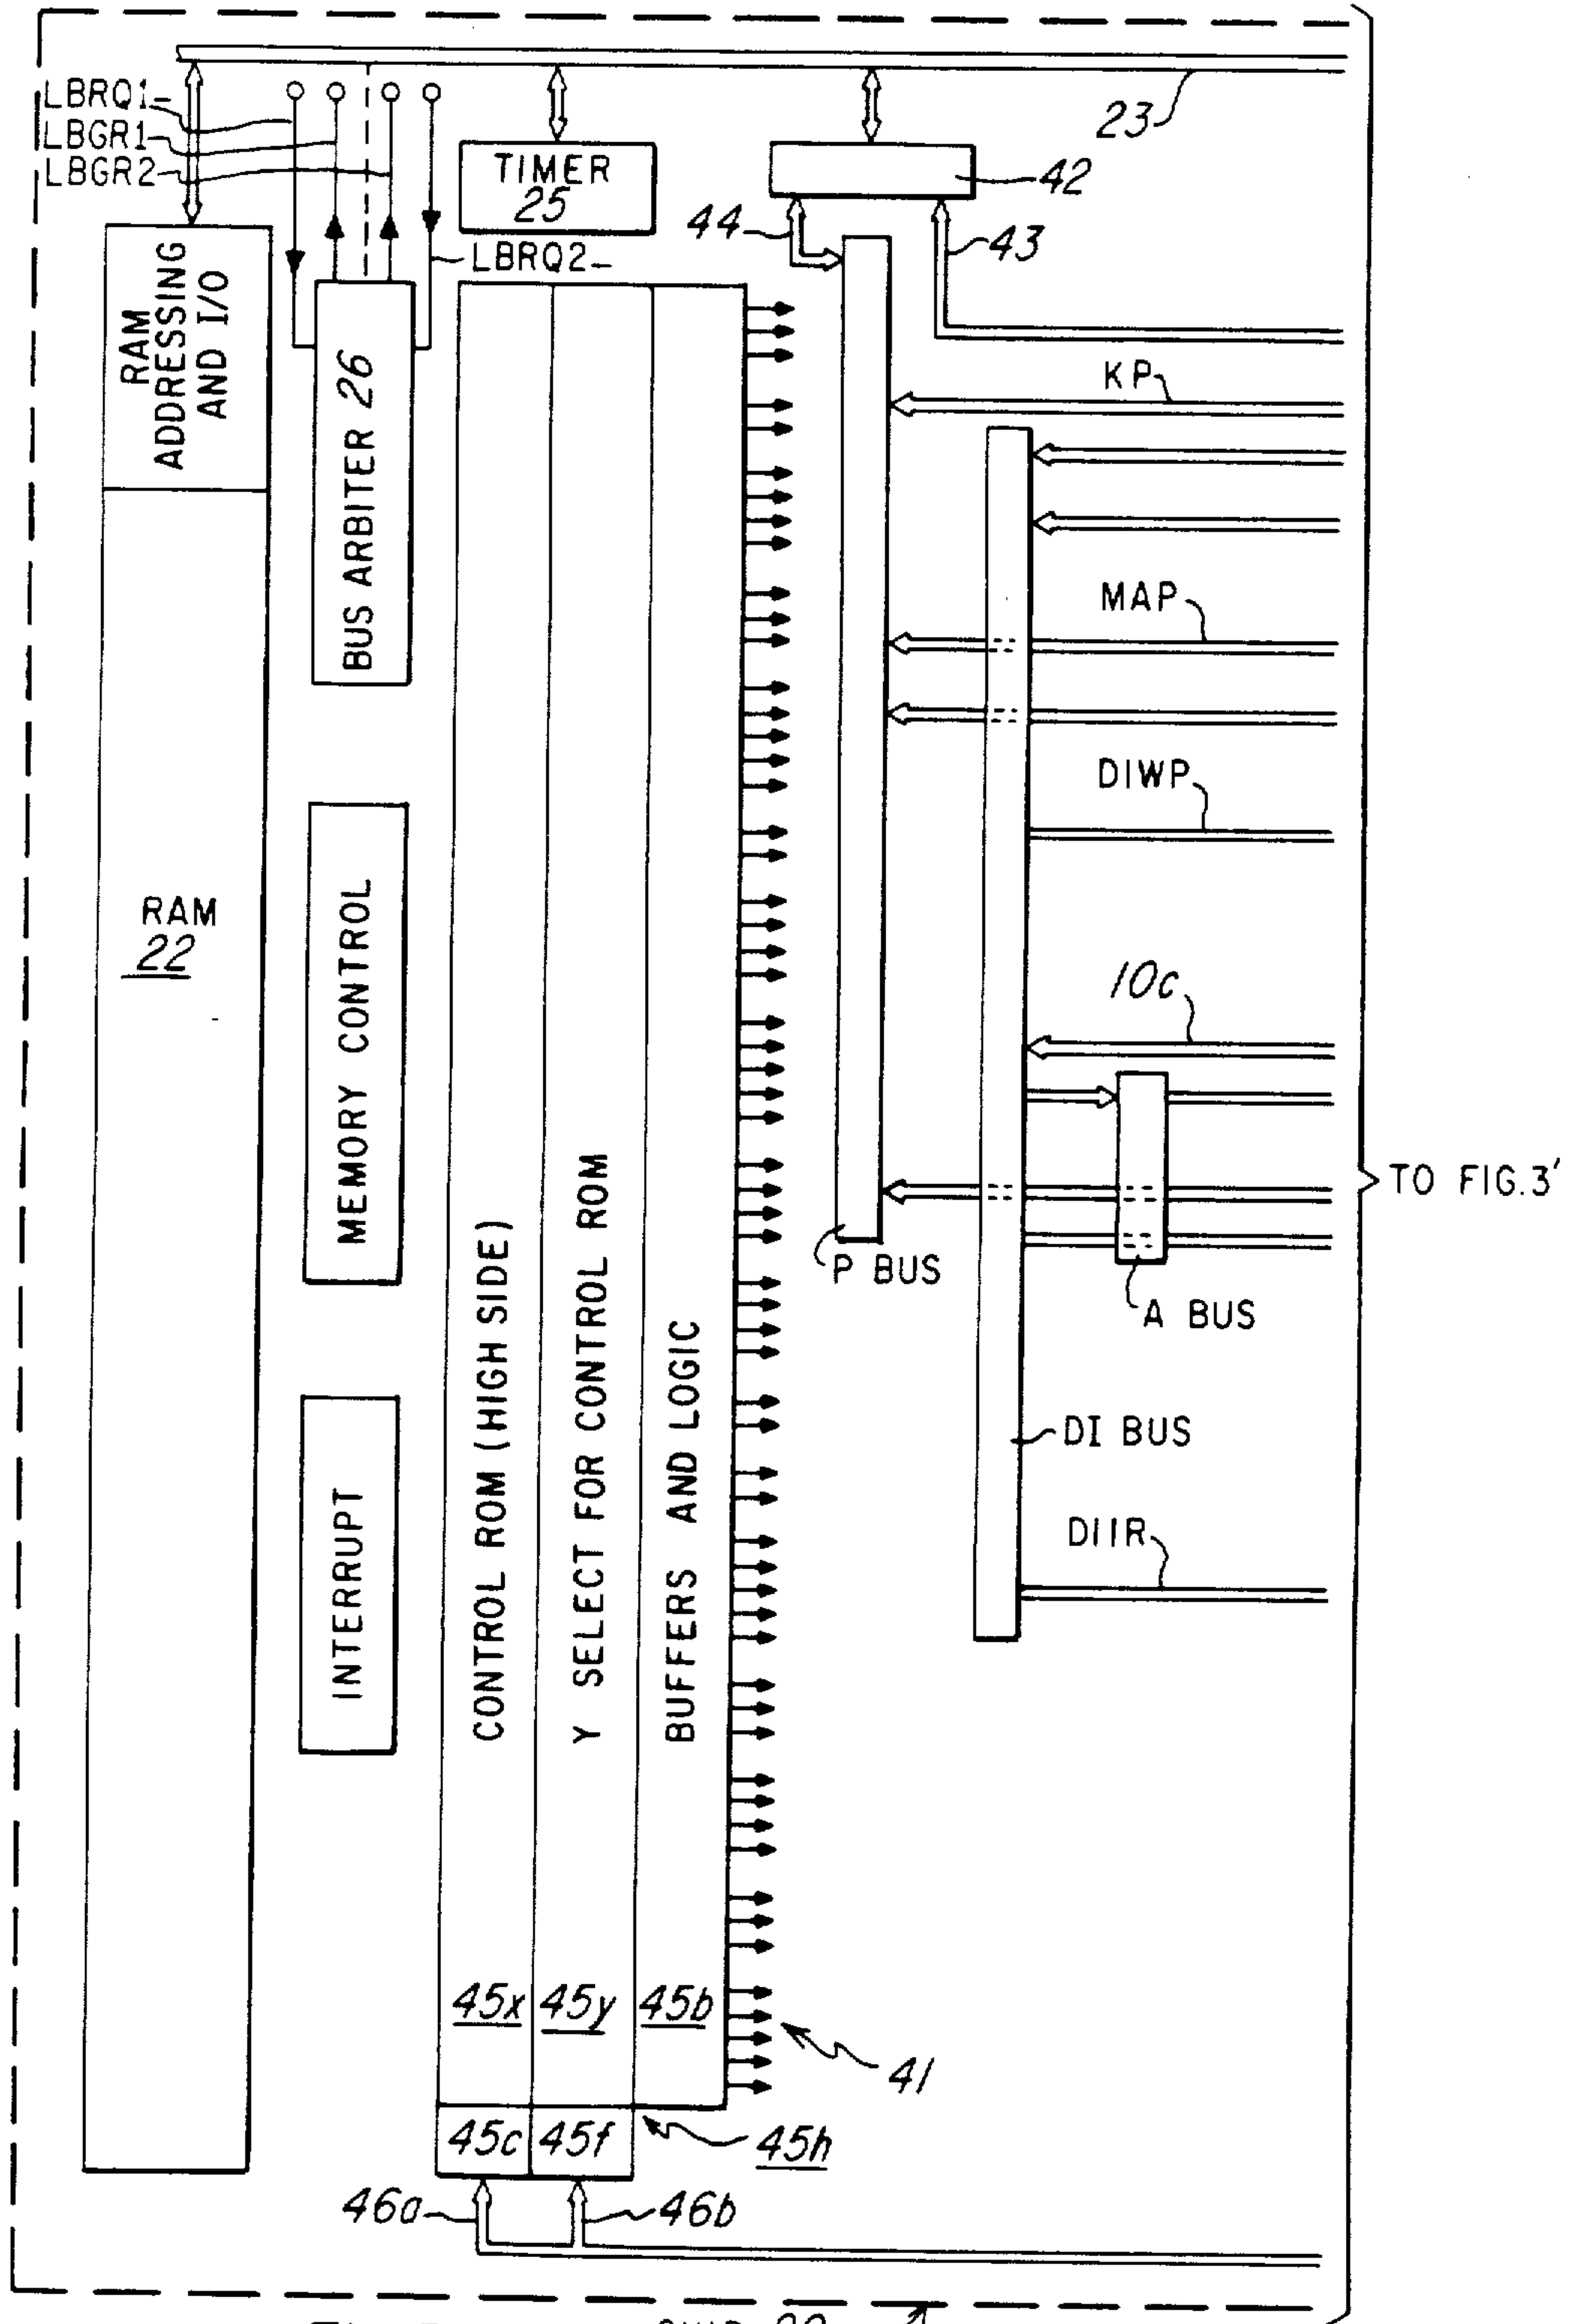 LBRQ1-
LBGR1
LBGR2
23
TIMER
25
42
44
43
LBRQ2-
RAM
ADDRESSING
AND I/O
BUS ARBITER 26
KP
MAP
DIWP
RAM
22
MEMORY CONTROL
10c
TO FIG.3'
P BUS
A BUS
CONTROL ROM (HIGH SIDE)
Y SELECT FOR CONTROL ROM
BUFFERS AND LOGIC
DI BUS
INTERRUPT
DIIR
45x
45y
45b
41
45c
45f
45h
46a
46b